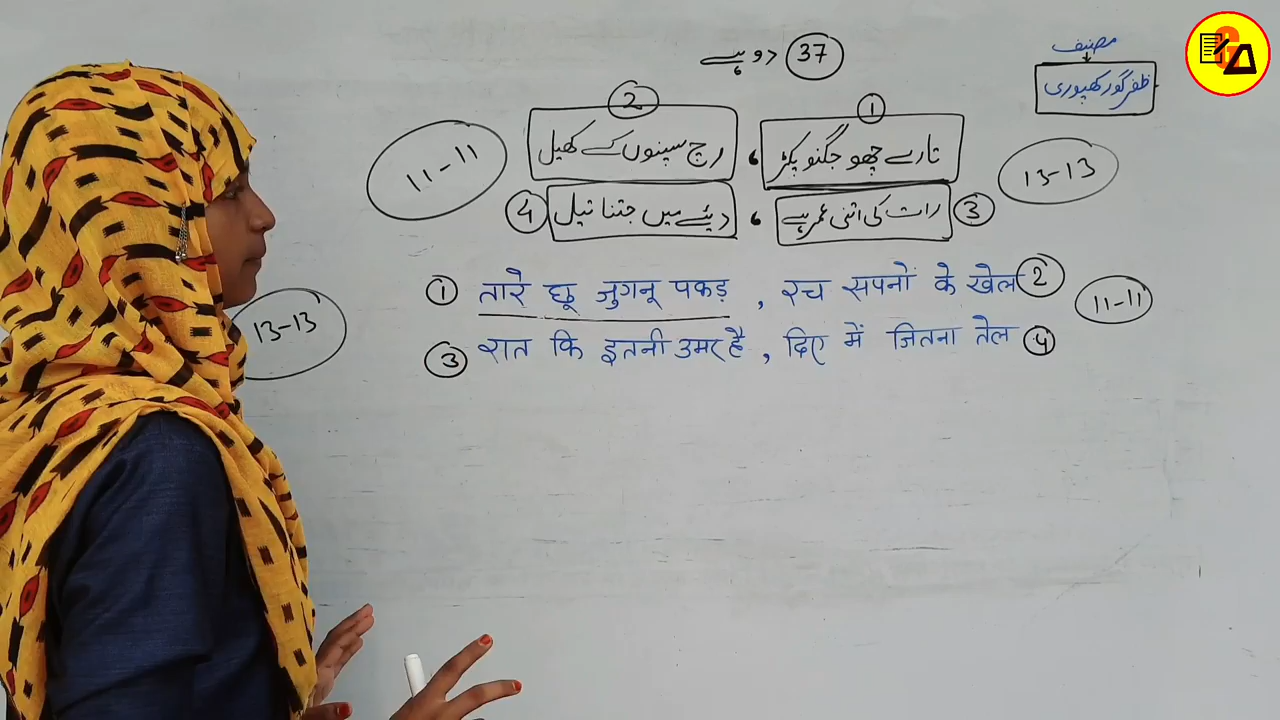 37 دوہے
مصنف
ظفر گورکھپوری
1
2
تارے چھو جگنو پکڑ ، رچ سپنوں کے کھیل
13-13
11-11
3 رات کی اتنی عمر ہے ، دیئے میں جتنا تیل 4
1 तारे छू जुगनू पकड़ , रच सपनों के खेल 2
11-11
13-13
3 रात कि इतनी उमर है , दिए में जितना तेल 4